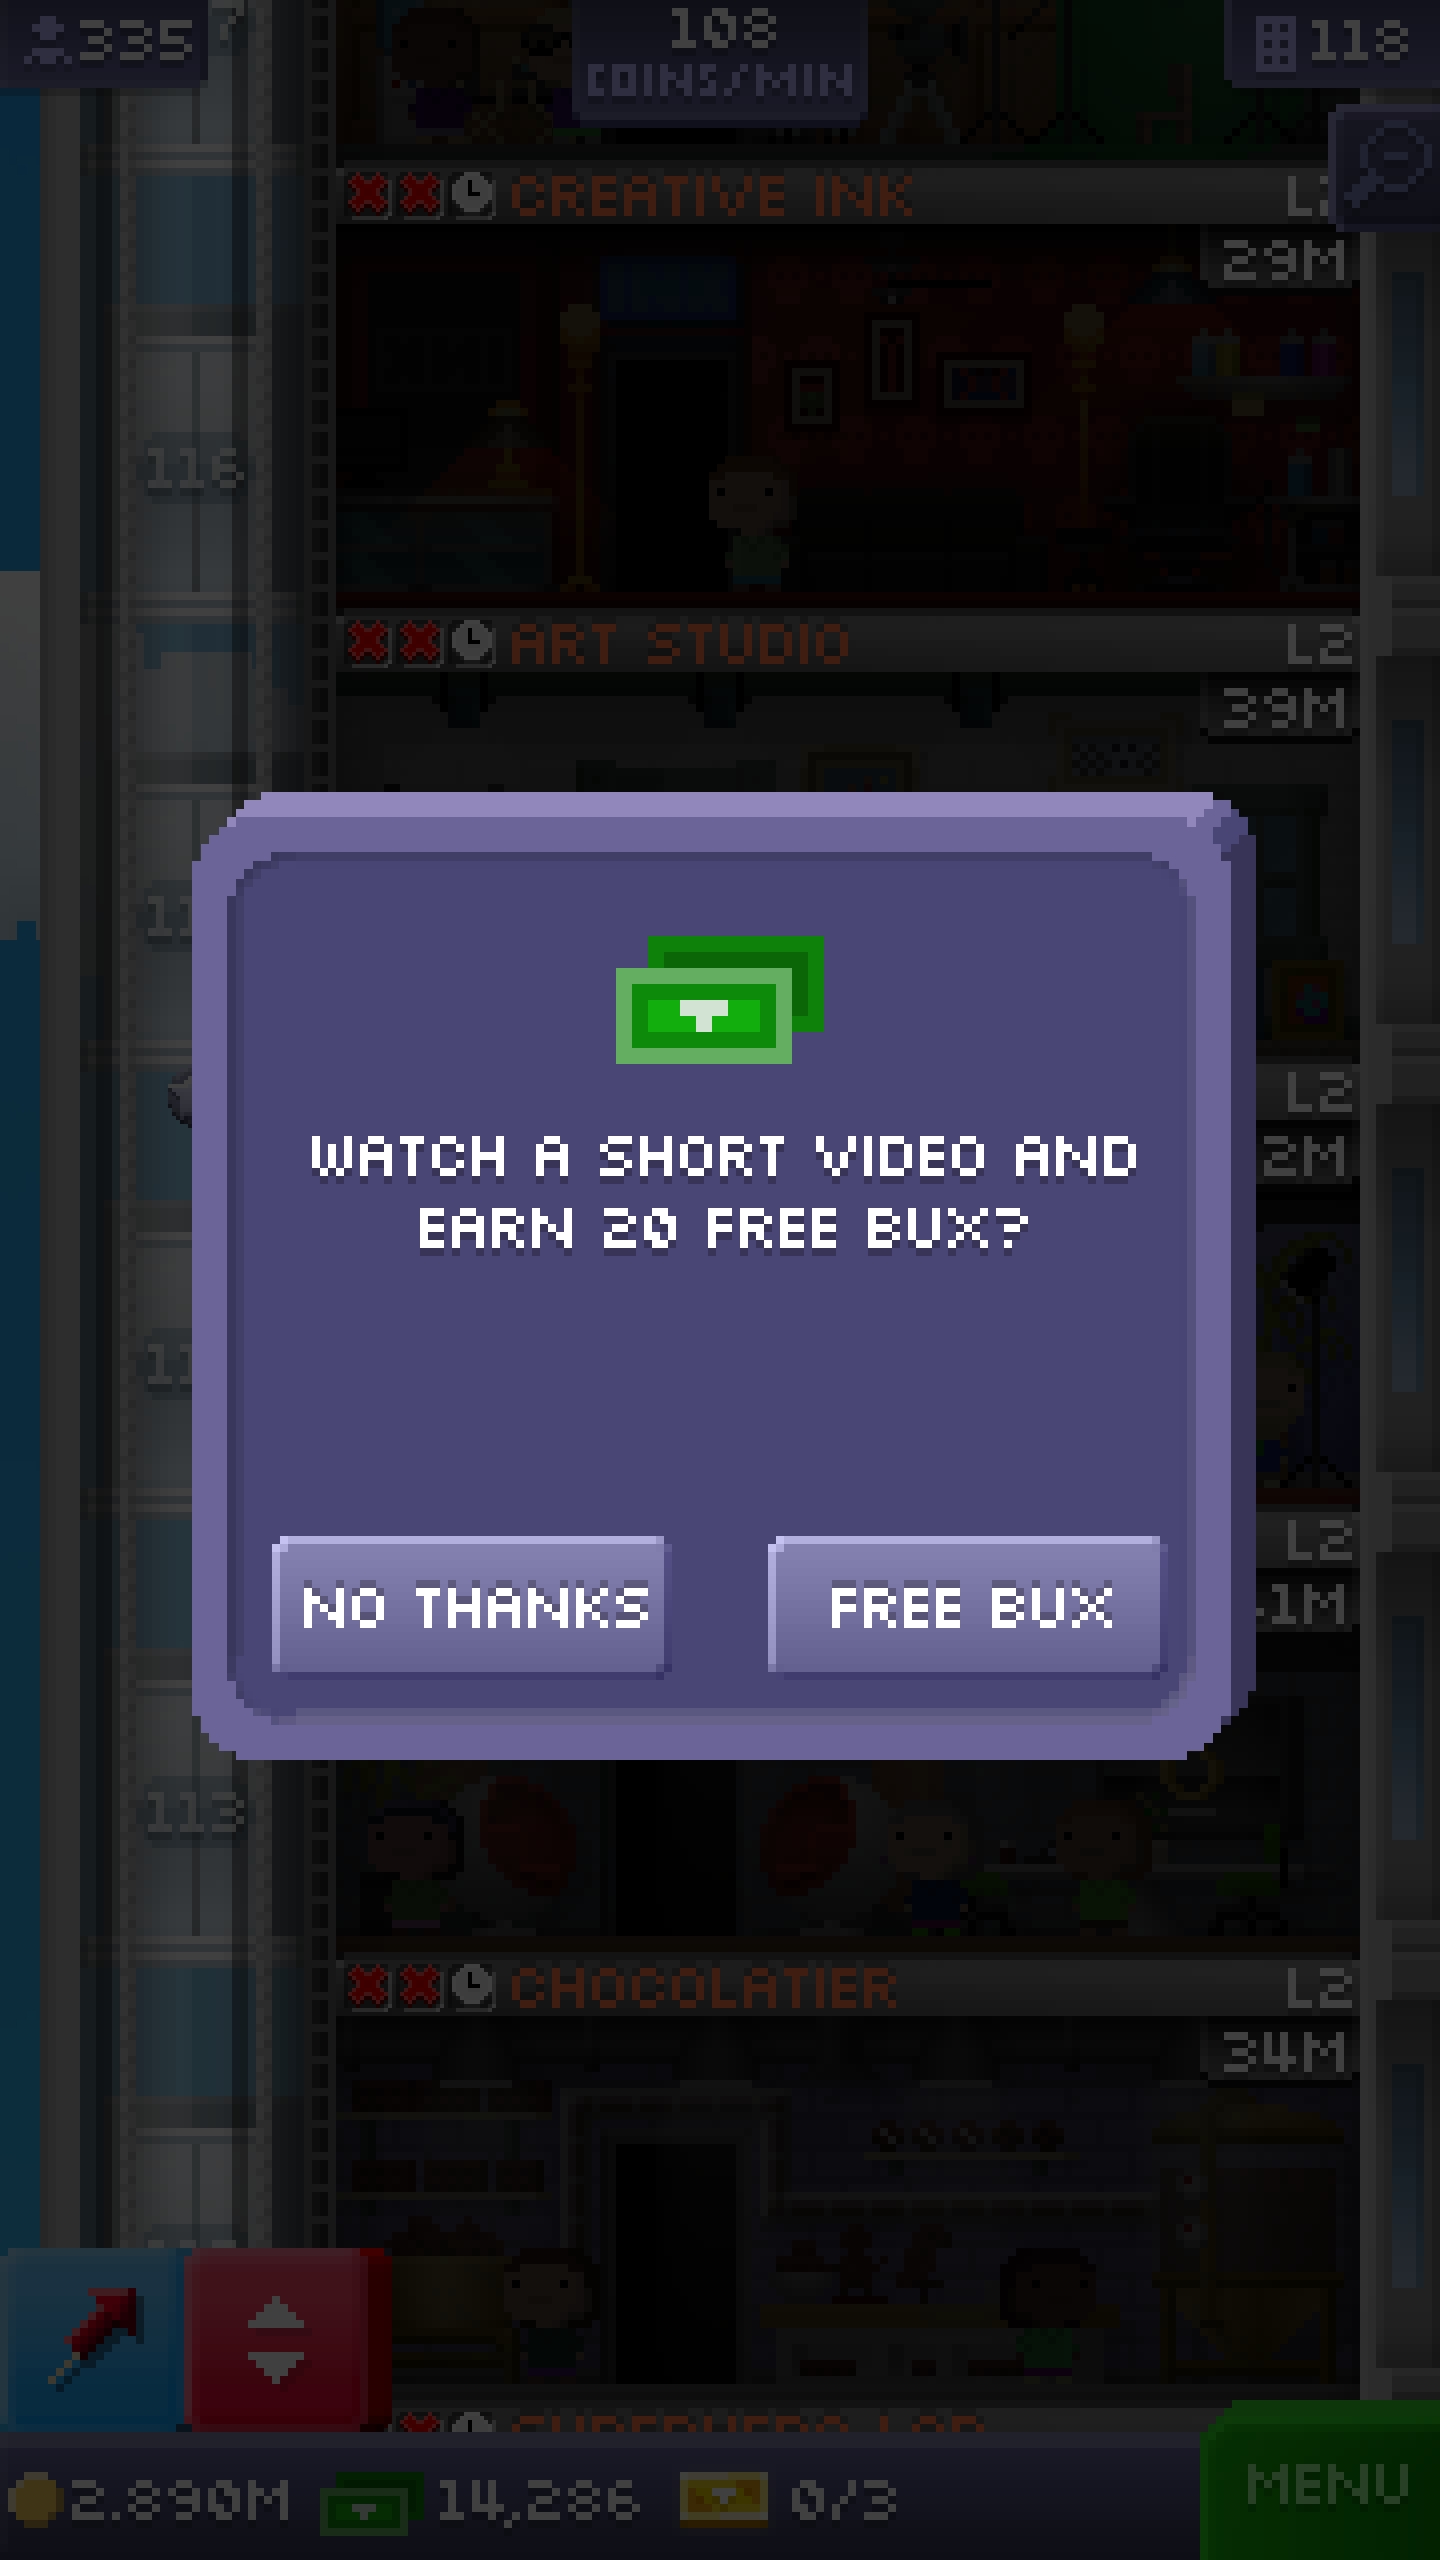 335
?
108
COINS/MIN
118
CREATIVE INK
29M
116
ART STUDIO
L2
39M
L2
2M
WATCH A SHORT VIDEO AND
EARN 20 FREE BUX?
L2
1M
NO THANKS
FREE BUX
113
CHOCOLATIER
L2
34M
2.890M
14,286
0/3
MENU